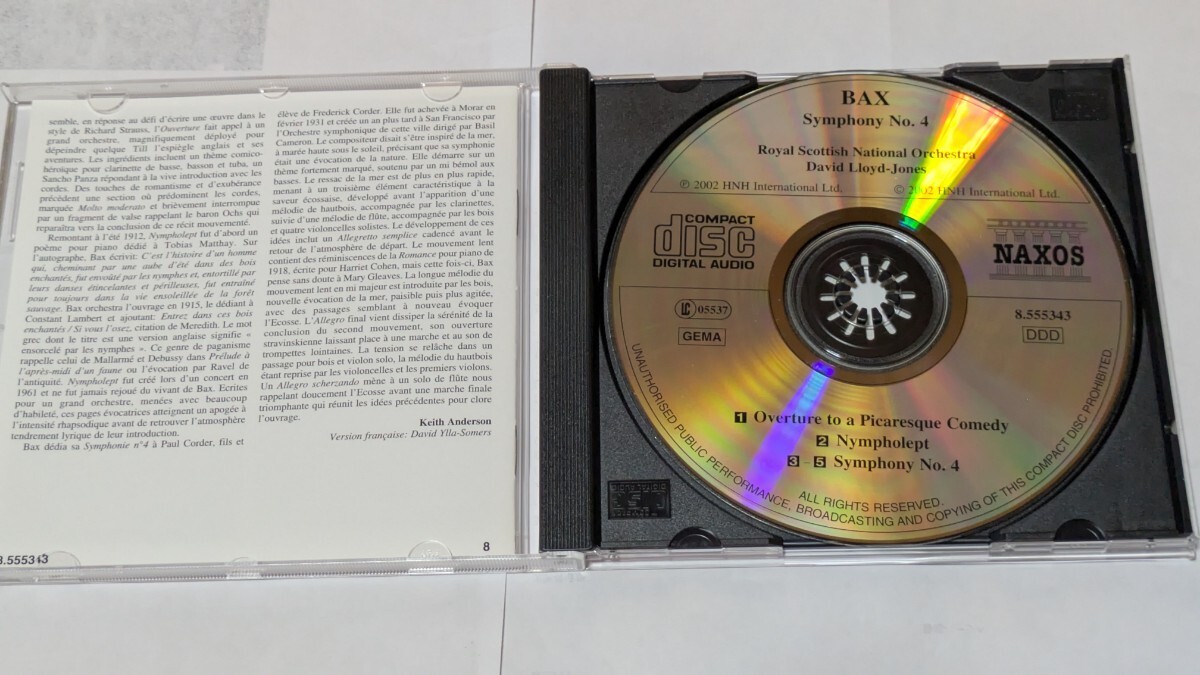 semble, en réponse au défi d'écrire une œuvre dans le
style de Richard Strauss, l'Ouverture fait appel à un
grand orchestre, magnifiquement déployé pour
dépeindre quelque Till l'espiègle anglais et ses
aventures. Les ingrédients incluent un thème comico-
héroïque pour clarinette de basse, basson et tuba, un
Sancho Panza répondant à la vive introduction avec les
cordes. Des touches de romantisme et d'exubérance
précèdent une section où prédominent les cordes,
marquée Molto moderato et brièvement interrompue
par un fragment de valse rappelant le baron Ochs qui
reparaîtra vers la conclusion de ce récit mouvementé.
Remontant à l'été 1912, Nympholept fut d'abord un
poème pour piano dédié à Tobias Matthay. Sur
l'autographe, Bax écrivit: C'est l'histoire d'un homme
qui, cheminant par une aube d'été dans des bois
enchantés, fut envoûté par les nymphes et, entortillé par
leurs danses étincelantes et périlleuses, fut entraîné
pour toujours dans la vie ensoleillée de la forêt
sauvage. Bax orchestra l'ouvrage en 1915, le dédiant à
Constant Lambert et ajoutant: Entrez dans ces bois
enchantés / Si vous l'osez, citation de Meredith. Le mot
grec dont le titre est une version anglaise signifie «
ensorcelé par les nymphes ». Ce genre de paganisme
rappelle celui de Mallarmé et Debussy dans Prélude à
l'après-midi d'un faune ou l'évocation par Ravel de
l'antiquité. Nympholept fut créé lors d'un concert en
1961 et ne fut jamais rejoué du vivant de Bax. Ecrites
pour un grand orchestre, menées avec beaucoup
d'habileté, ces pages évocatrices atteignent un apogée à
l'intensité rhapsodique avant de retrouver l'atmosphère
tendrement lyrique de leur introduction.
Bax dédia sa Symphonie n°4 à Paul Corder, fils et
élève de Frederick Corder. Elle fut achevée à Morar en
février 1931 et créée un an plus tard à San Francisco par
l'Orchestre symphonique de cette ville dirigé par Basil
Cameron. Le compositeur disait s'être inspiré de la mer,
à marée haute sous le soleil, précisant que sa symphonie
était une évocation de la nature. Elle démarre sur un
thème fortement marqué, soutenu par un mi bémol aux
basses. Le ressac de la mer est de plus en plus rapide,
menant à un troisième élément caractéristique à la
saveur écossaise, développé avant l'apparition d'une
mélodie de hautbois, accompagnée par les clarinettes,
suivie d'une mélodie de flûte, accompagnée par les bois
et quatre violoncelles solistes. Le développement de ces
idées inclut un Allegretto semplice cadencé avant le
retour de l'atmosphère de départ. Le mouvement lent
contient des réminiscences de la Romance pour piano de
1918, écrite pour Harriet Cohen, mais cette fois-ci, Bax
pense sans doute à Mary Gleaves. La longue mélodie du
mouvement lent en mi majeur est introduite par les bois,
nouvelle évocation de la mer, paisible puis plus agitée,
avec des passages semblant à nouveau évoquer
l'Ecosse. L'Allegro final vient dissiper la sérénité de la
conclusion du second mouvement, son ouverture
stravinskienne laissant place à une marche et au son de
trompettes lointaines. La tension se relâche dans un
passage pour bois et violon solo, la mélodie du hautbois
étant reprise par les violoncelles et les premiers violons.
Un Allegro scherzando mène à un solo de flûte nous
rappelant doucement l'Ecosse avant une marche finale
triomphante qui réunit les idées précédentes pour clore
l'ouvrage.
Keith Anderson
Version française: David Ylla-Somers
8.555343
8
BAX
Symphony No. 4
Royal Scottish National Orchestra
David Lloyd-Jones
℗ 2002 HNH International Ltd. © 2002 HNH International Ltd.
COMPACT
disc
DIGITAL AUDIO
NAXOS
LC 05537
GEMA
8.555343
DDD
1 Overture to a Picaresque Comedy
2 Nympholept
3 - 5 Symphony No. 4
ALL RIGHTS RESERVED.
UNAUTHORISED PUBLIC PERFORMANCE, BROADCASTING AND COPYING OF THIS COMPACT DISC PROHIBITED.